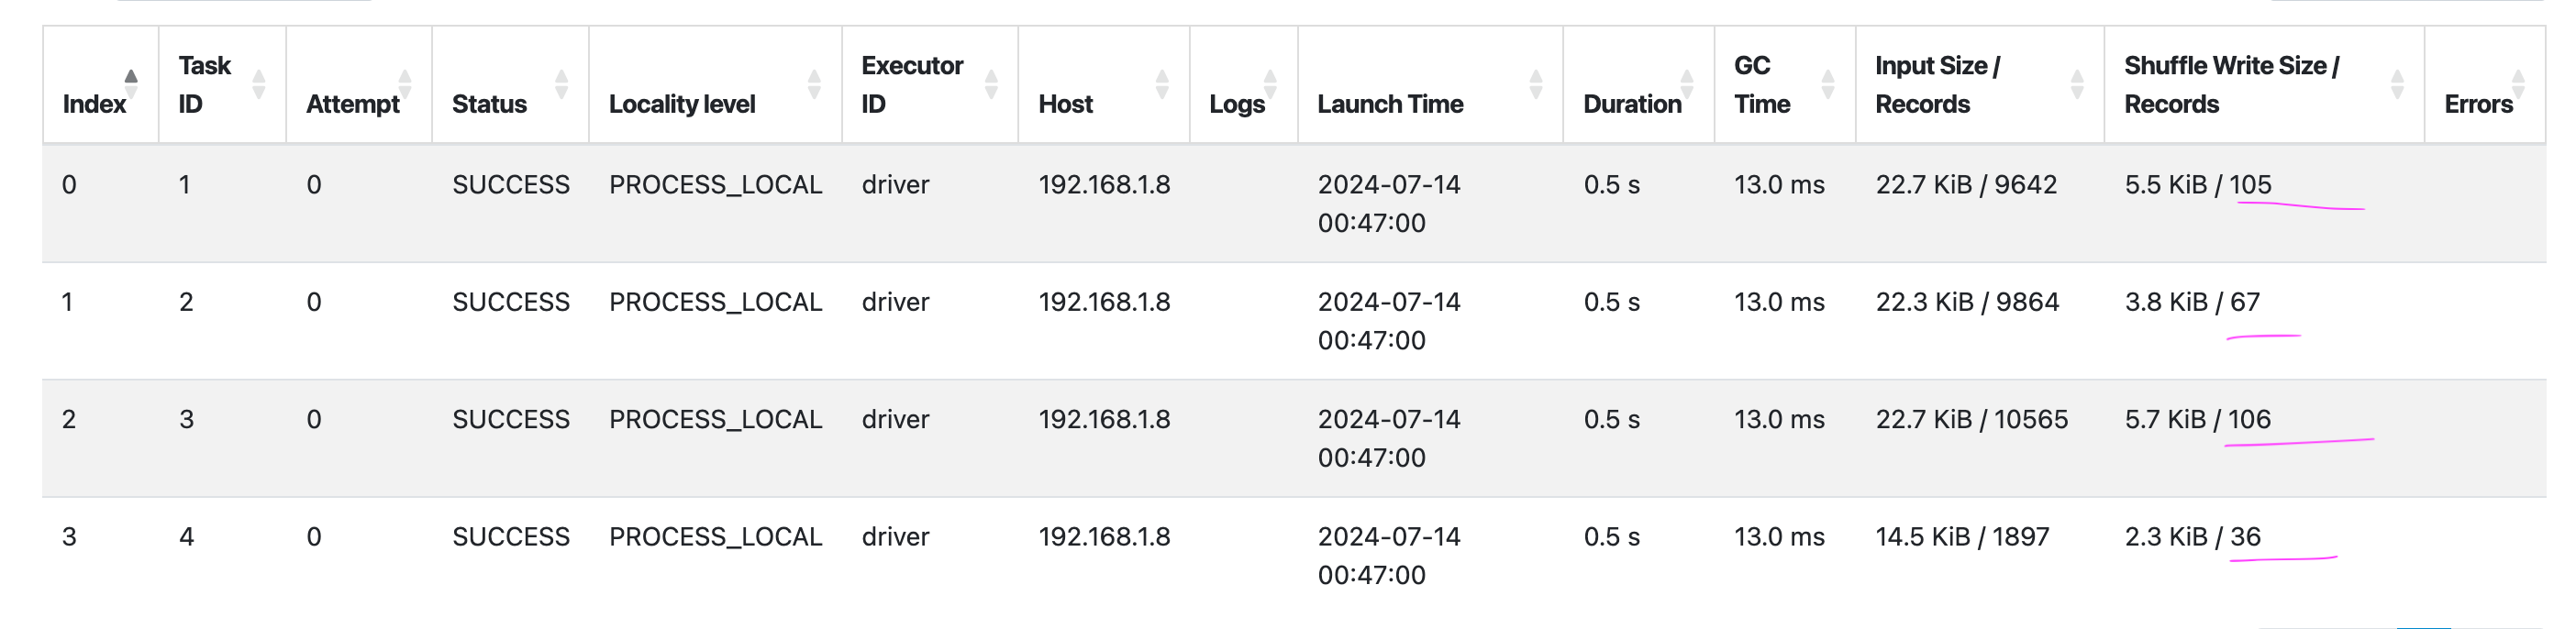 Index Task ID Attempt Status Locality level Executor ID Host Logs Launch Time Duration GC Time Input Size / Records Shuffle Write Size / Records Errors
0 1 0 SUCCESS PROCESS_LOCAL driver 192.168.1.8 2024-07-14 00:47:00 0.5 s 13.0 ms 22.7 KiB / 9642 5.5 KiB / 105
1 2 0 SUCCESS PROCESS_LOCAL driver 192.168.1.8 2024-07-14 00:47:00 0.5 s 13.0 ms 22.3 KiB / 9864 3.8 KiB / 67
2 3 0 SUCCESS PROCESS_LOCAL driver 192.168.1.8 2024-07-14 00:47:00 0.5 s 13.0 ms 22.7 KiB / 10565 5.7 KiB / 106
3 4 0 SUCCESS PROCESS_LOCAL driver 192.168.1.8 2024-07-14 00:47:00 0.5 s 13.0 ms 14.5 KiB / 1897 2.3 KiB / 36